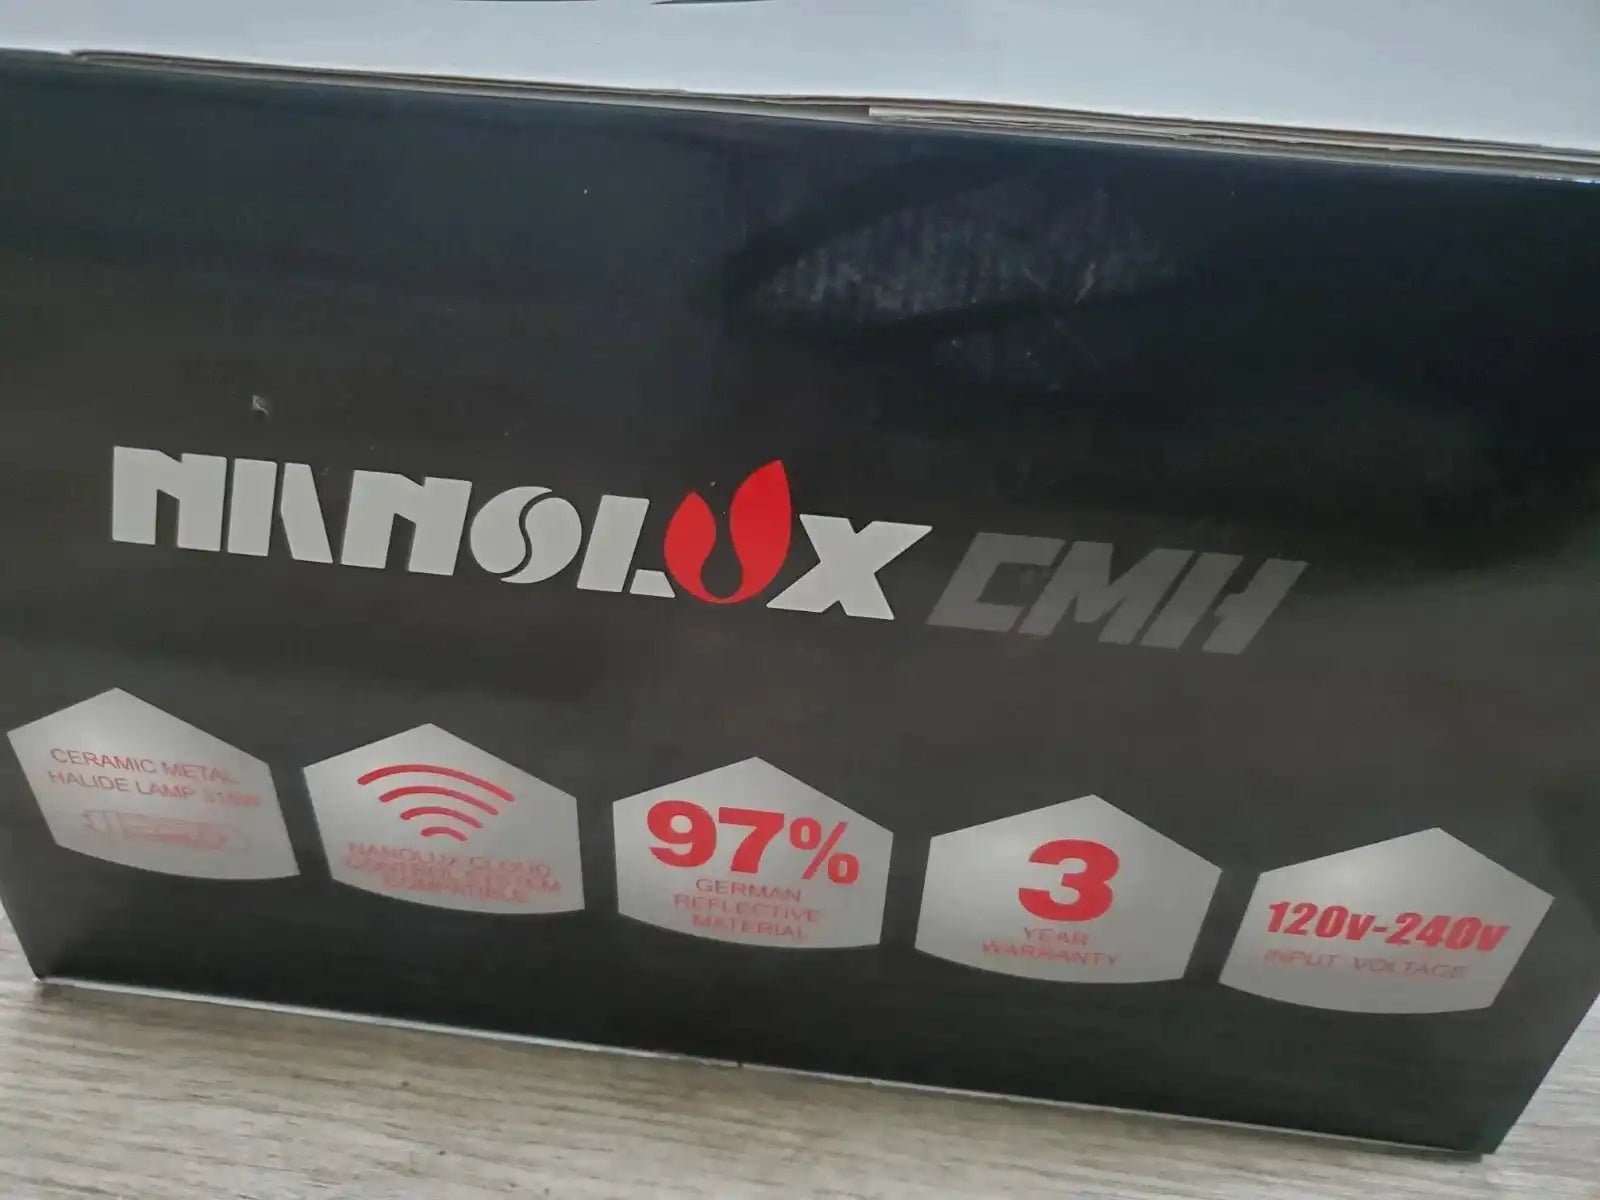 NANOLUX CMH
CERAMIC METAL
HALIDE LAMP 315W
NANOLUX CLOUD
CONTROL SYSTEM
COMPATIBLE
97%
GERMAN
REFLECTIVE
MATERIAL
3
YEAR
WARRANTY
120v-240v
INPUT VOLTAGE